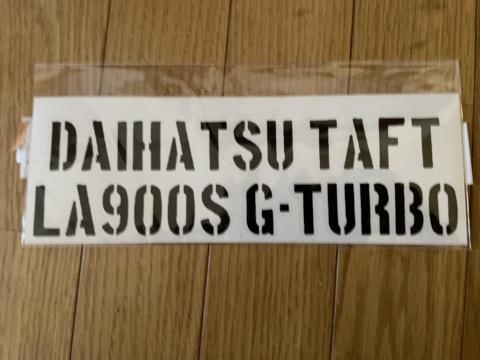 DAIHATSU TAFT
LA900S G-TURBO